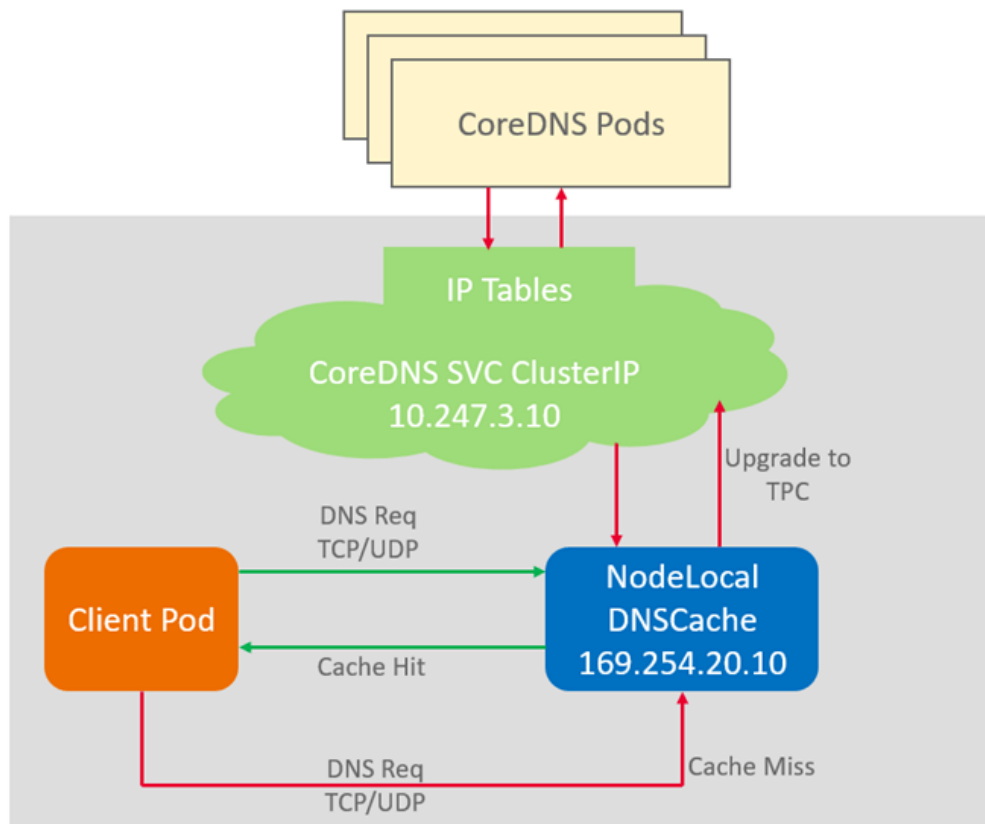 CoreDNS Pods
IP Tables
CoreDNS SVC ClusterIP
10.247.3.10
Upgrade to
TPC
DNS Req
TCP/UDP
Client Pod
NodeLocal
DNSCache
169.254.20.10
Cache Hit
DNS Req
TCP/UDP
Cache Miss